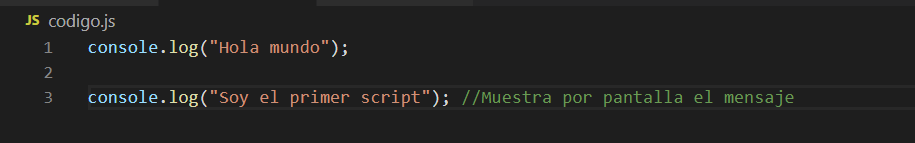 JS codigo.js
1 console.log("Hola mundo");
2
3 console.log("Soy el primer script"); //Muestra por pantalla el mensaje